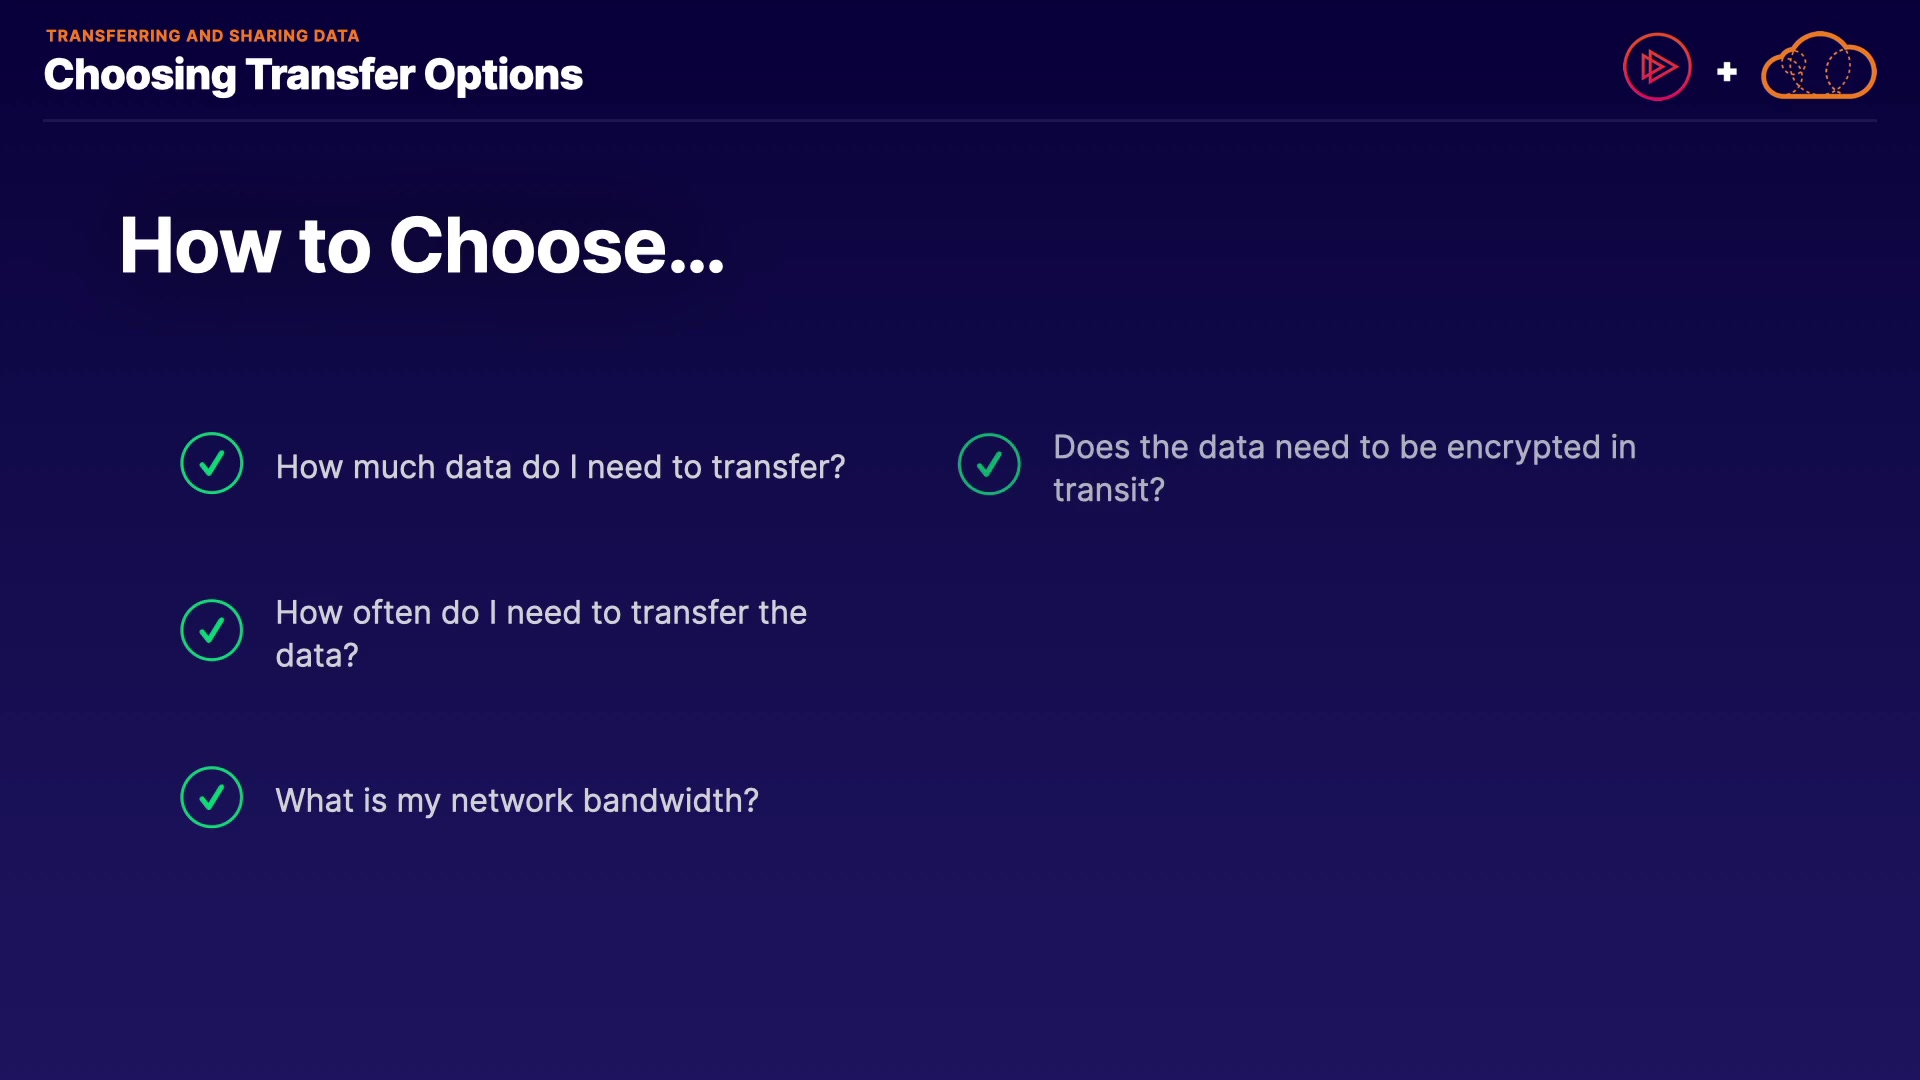 TRANSFERRING AND SHARING DATA
Choosing Transfer Options
How to Choose...
How much data do I need to transfer?
How often do I need to transfer the
data?
What is my network bandwidth?
Does the data need to be encrypted in
transit?